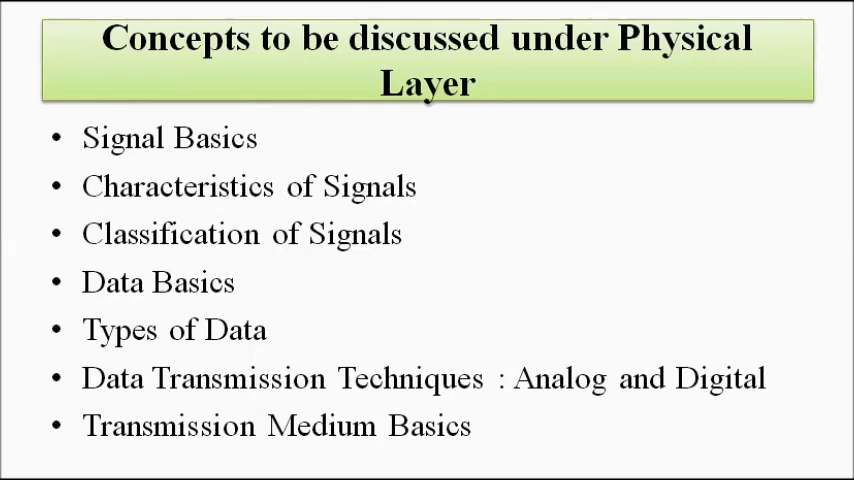 Concepts to be discussed under Physical
Layer
• Signal Basics
• Characteristics of Signals
• Classification of Signals
• Data Basics
• Types of Data
• Data Transmission Techniques : Analog and Digital
• Transmission Medium Basics